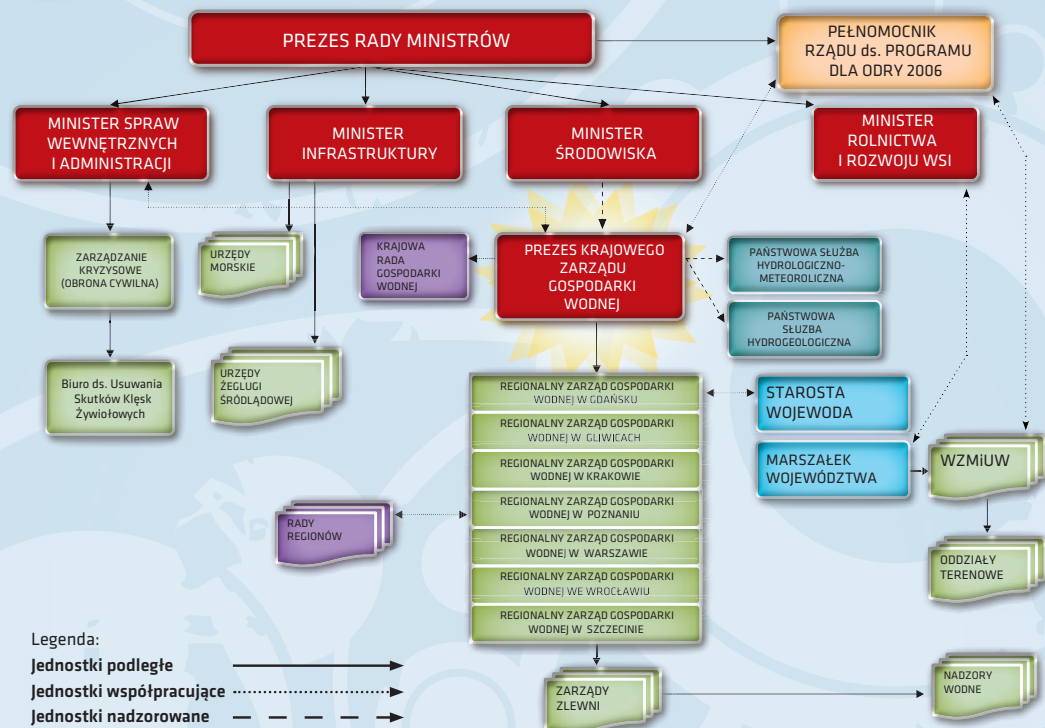 PREZES RADY MINISTRÓW
PEŁNOMOCNIK
RZĄDU ds. PROGRAMU
DLA ODRY 2006
MINISTER SPRAW
WEWNĘTRZNYCH
I ADMINISTRACJI
MINISTER
INFRASTRUKTURY
MINISTER
ŚRODOWISKA
MINISTER
ROLNICTWA
I ROZWOJU WSI
ZARZĄDZANIE
KRYZYSOWE
(OBRONA CYWILNA)
URZĘDY
MORSKIE
KRAJOWA
RADA
GOSPODARKI
WODNEJ
PREZES KRAJOWEGO
ZARZĄDU
GOSPODARKI
WODNEJ
PAŃSTWOWA SŁUŻBA
HYDROLOGICZNO-
METEOROLICZNA
PAŃSTWOWA
SŁUŻBA
HYDROGEOLOGICZNA
Biuro ds. Usuwania
Skutków Klęsk
Żywiołowych
URZĘDY
ŻEGLUGI
ŚRÓDLĄDOWEJ
REGIONALNY ZARZĄD GOSPODARKI
WODNEJ W GDAŃSKU
REGIONALNY ZARZĄD GOSPODARKI
WODNEJ W GLIWICACH
REGIONALNY ZARZĄD GOSPODARKI
WODNEJ W KRAKOWIE
REGIONALNY ZARZĄD GOSPODARKI
WODNEJ W POZNANIU
REGIONALNY ZARZĄD GOSPODARKI
WODNEJ W WARSZAWIE
REGIONALNY ZARZĄD GOSPODARKI
WODNEJ WE WROCŁAWIU
REGIONALNY ZARZĄD GOSPODARKI
WODNEJ W SZCZECINIE
STAROSTA
WOJEWODA
MARSZAŁEK
WOJEWÓDZTWA
WZMiUW
RADY
REGIONÓW
ODDZIAŁY
TERENOWE
ZARZĄDY
ZLEWNI
NADZORY
WODNE
Legenda:
Jednostki podległe
Jednostki współpracujące
Jednostki nadzorowane